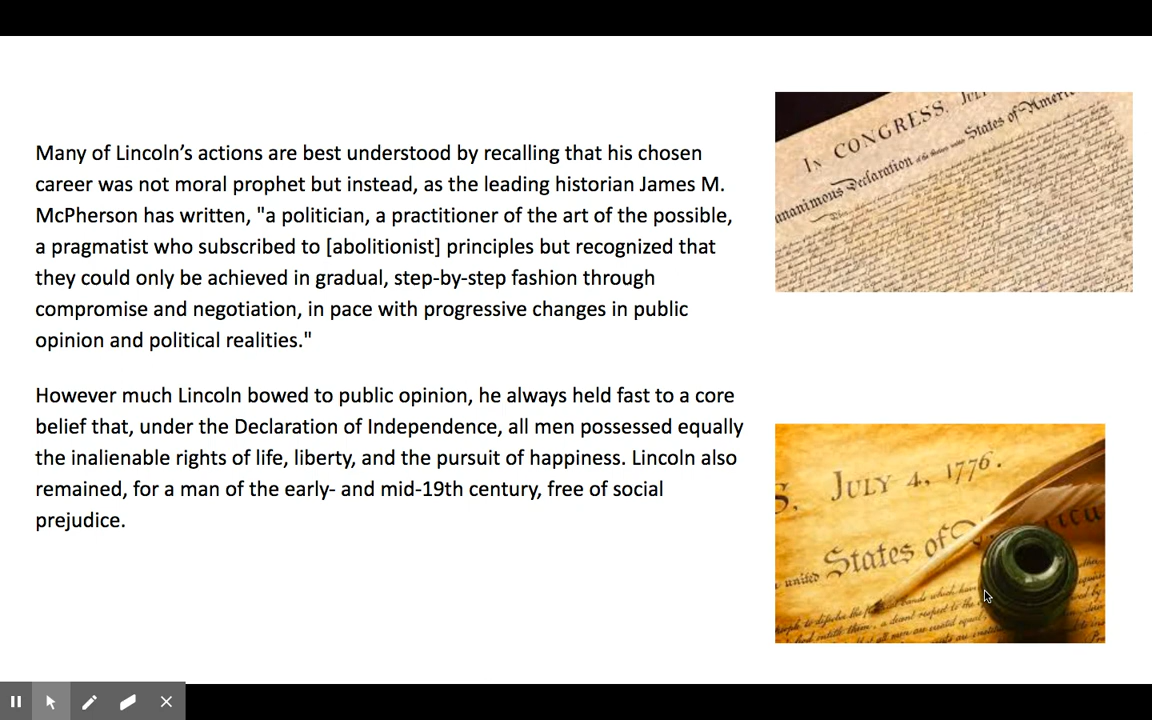 Many of Lincoln’s actions are best understood by recalling that his chosen
career was not moral prophet but instead, as the leading historian James M.
McPherson has written, "a politician, a practitioner of the art of the possible,
a pragmatist who subscribed to [abolitionist] principles but recognized that
they could only be achieved in gradual, step-by-step fashion through
compromise and negotiation, in pace with progressive changes in public
opinion and political realities."
However much Lincoln bowed to public opinion, he always held fast to a core
belief that, under the Declaration of Independence, all men possessed equally
the inalienable rights of life, liberty, and the pursuit of happiness. Lincoln also
remained, for a man of the early- and mid-19th century, free of social
prejudice.
IN CONGRESS.
Declaration States of
JULY 4, 1776.
united States of